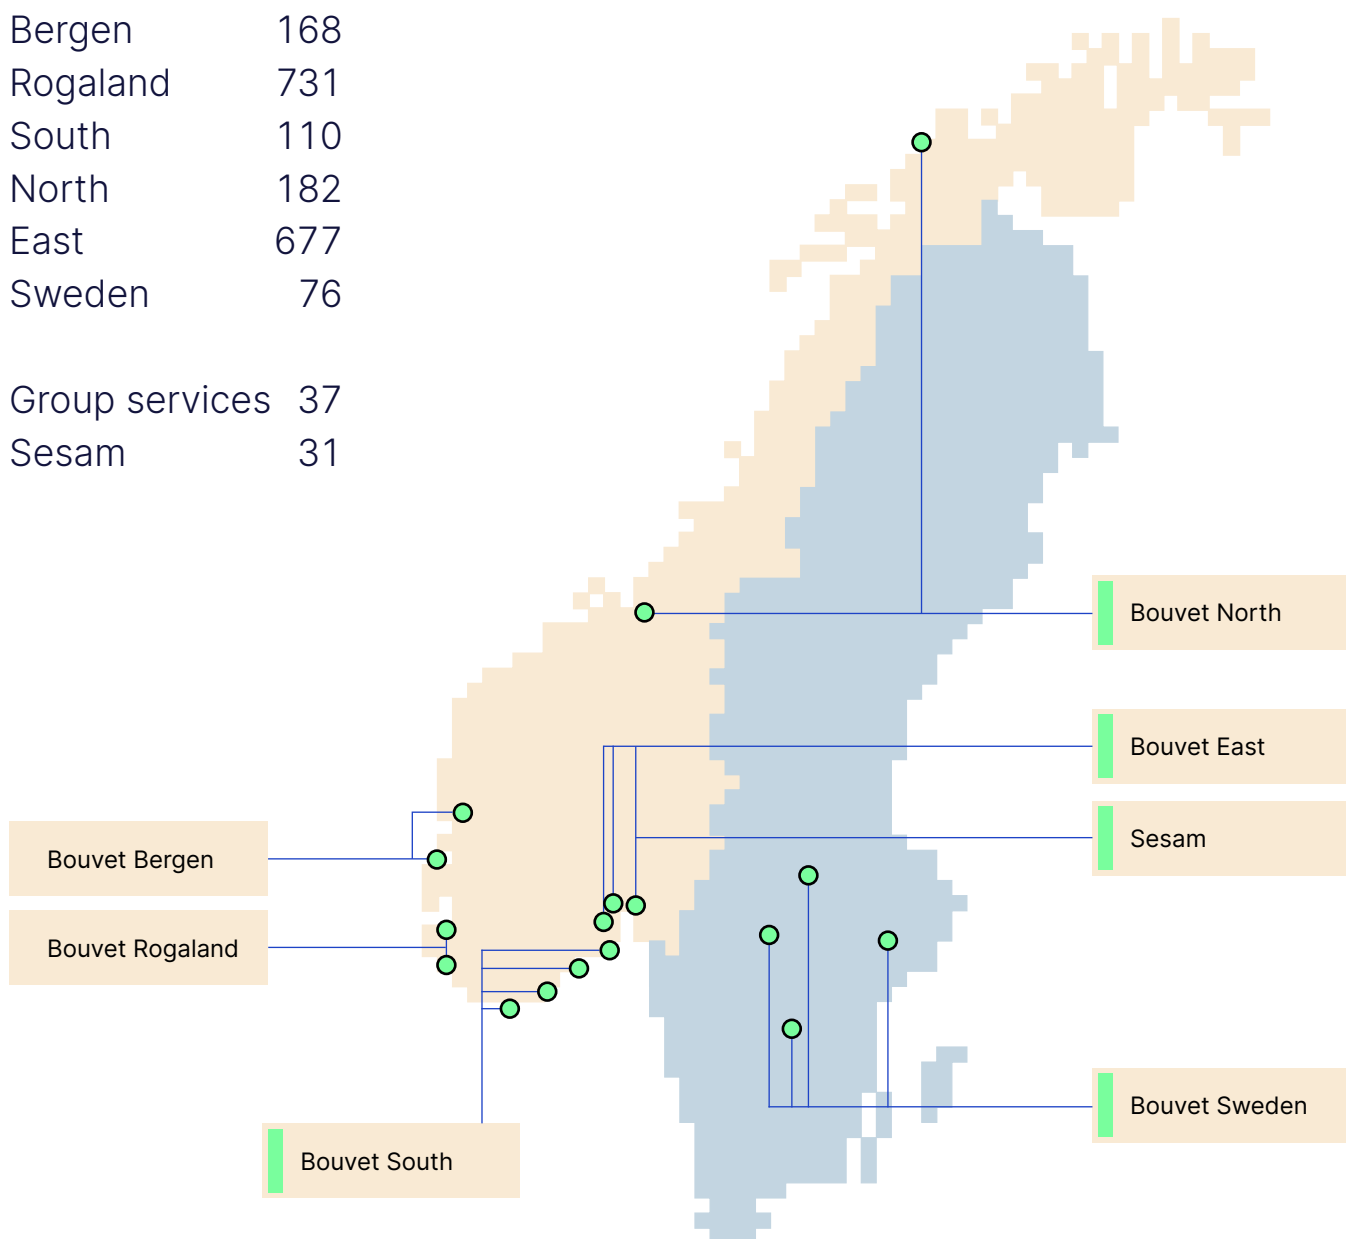 Bergen 168
Rogaland 731
South 110
North 182
East 677
Sweden 76
Group services 37
Sesam 31
Bouvet North
Bouvet East
Sesam
Bouvet Bergen
Bouvet Rogaland
Bouvet Sweden
Bouvet South